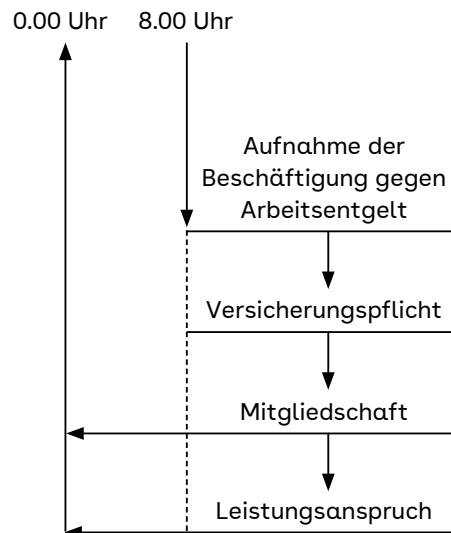 0.00 Uhr 8.00 Uhr
Aufnahme der
Beschäftigung gegen
Arbeitsentgelt
Versicherungspflicht
Mitgliedschaft
Leistungsanspruch